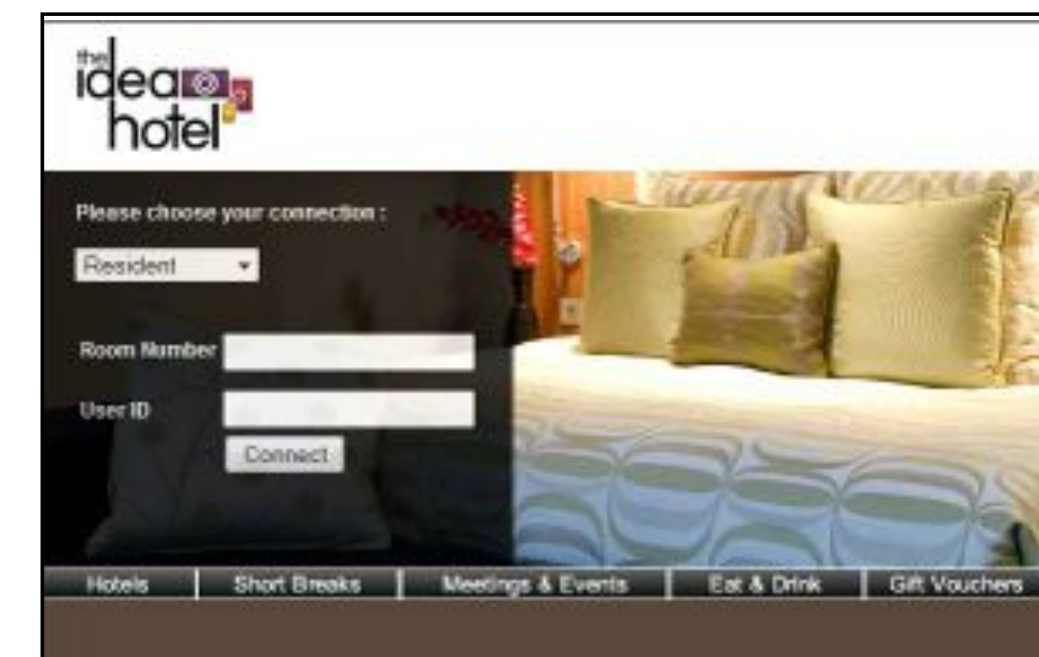 the
idea
hotel
Please choose your connection :
Resident
Room Number
User ID
Connect
Hotels
Short Breaks
Meetings & Events
Eat & Drink
Gift Vouchers